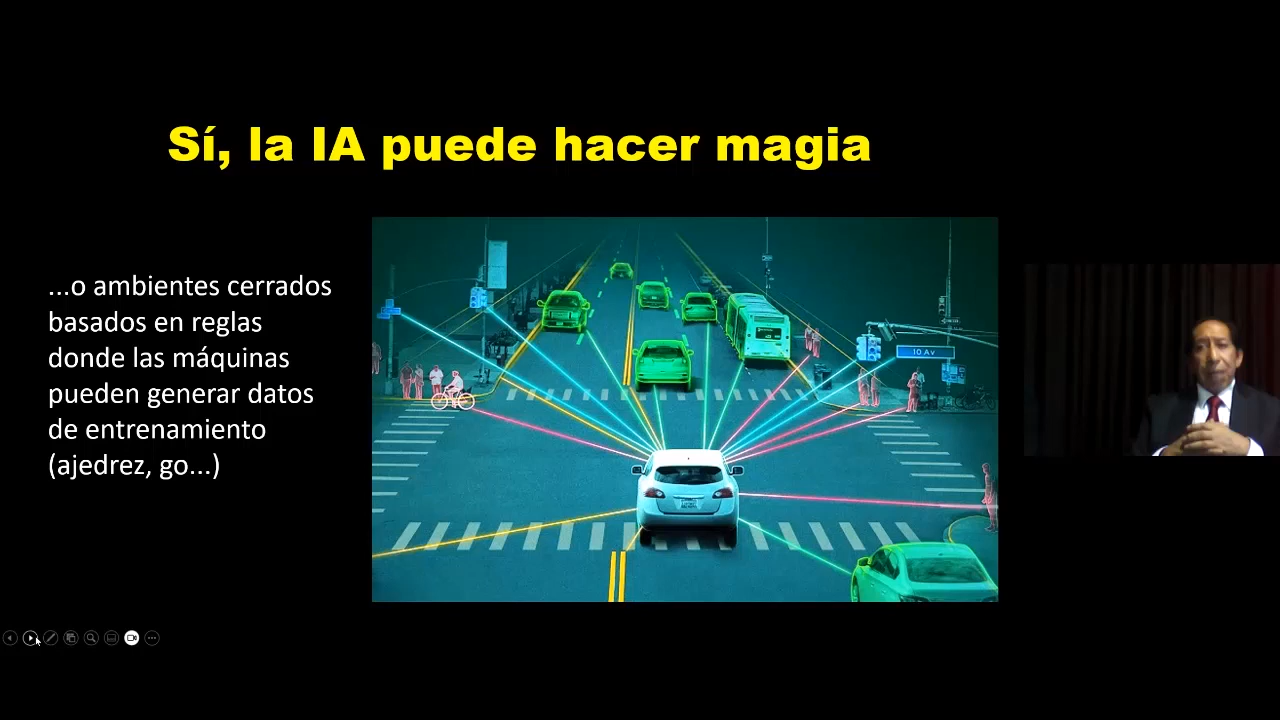 Sí, la IA puede hacer magia
...o ambientes cerrados
basados en reglas
donde las máquinas
pueden generar datos
de entrenamiento
(ajedrez, go...)
10 Av